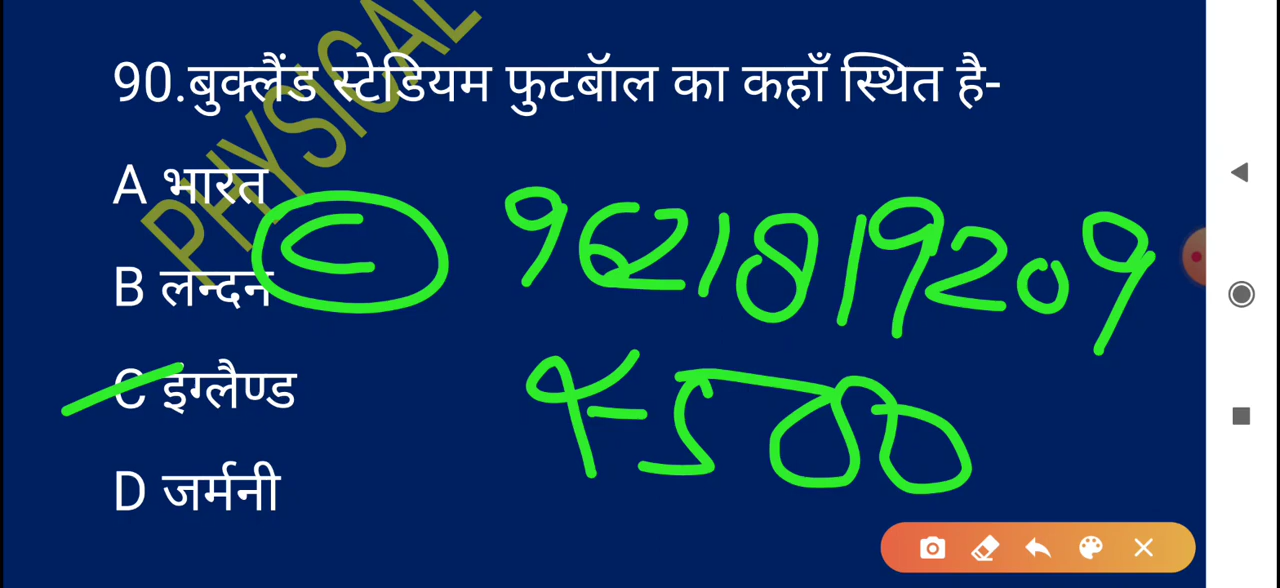 90.बुक्लैंड स्टेडियम फुटबॉल का कहाँ स्थित है-
PHYSICAL
A भारत
C
9621819209
B लन्दन
C इग्लैण्ड
₹-500
D जर्मनी